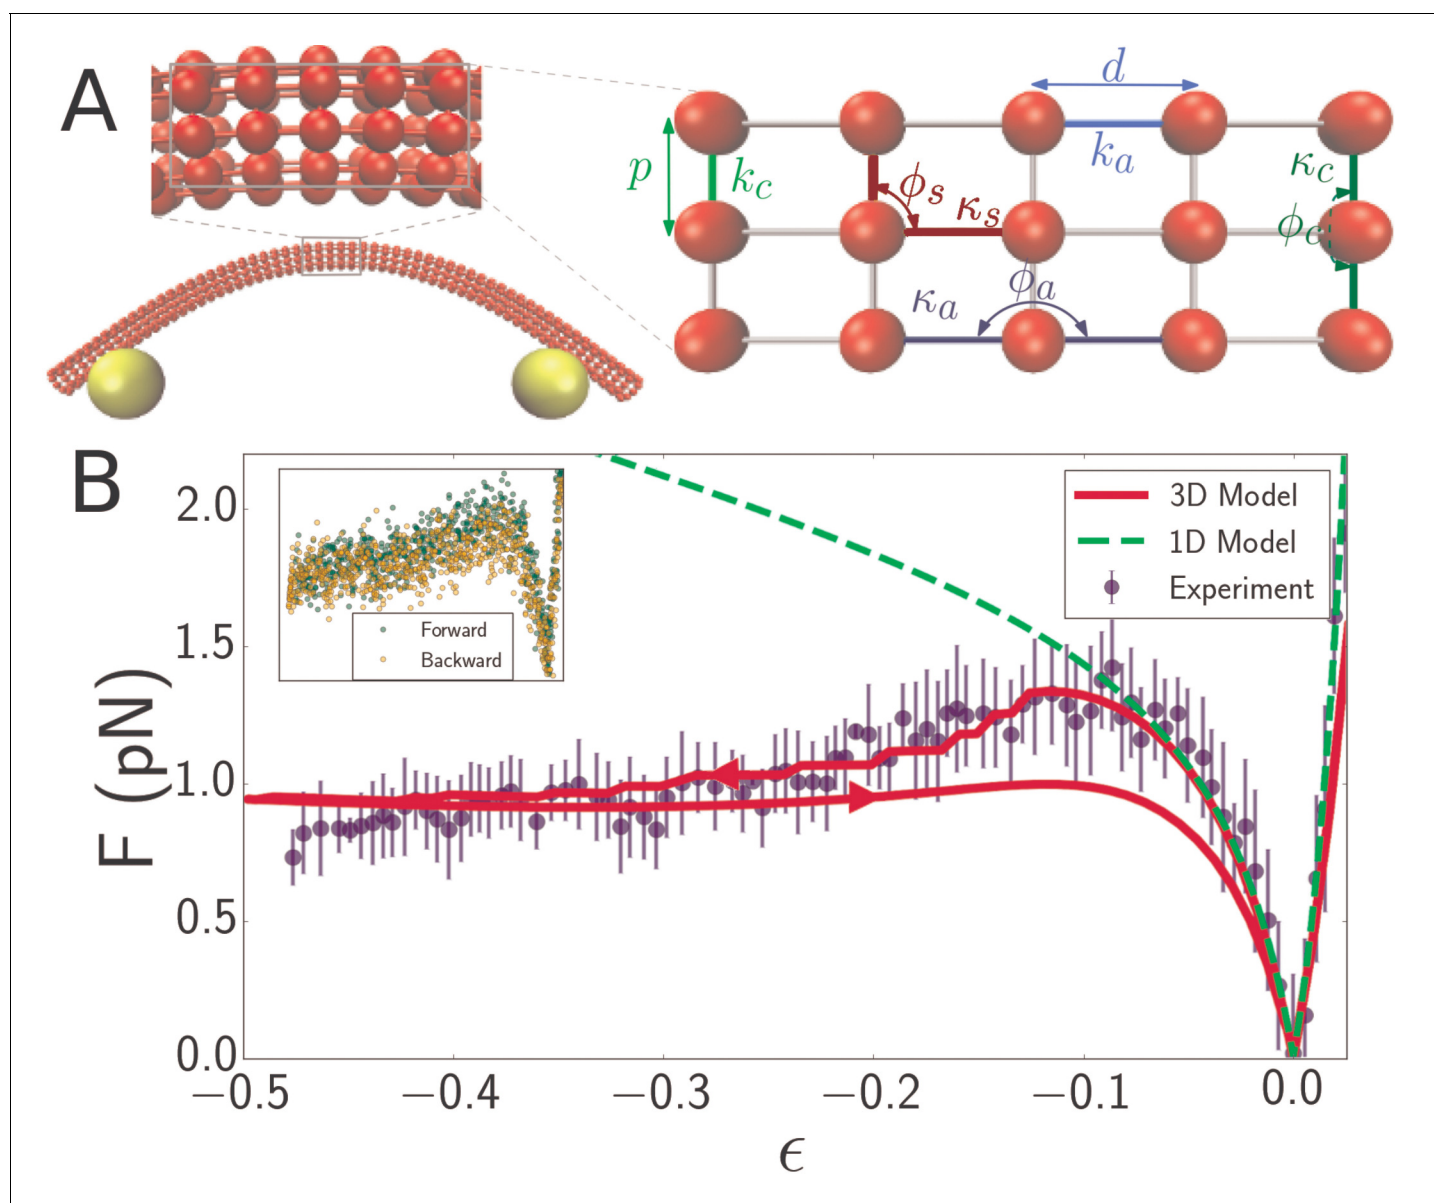 A
d
p
k_c
k_a
ϕ_s
κ_s
κ_c
ϕ_c
κ_a
ϕ_a
B
2.0
1.5
1.0
0.5
0.0
F (pN)
Forward
Backward
3D Model
1D Model
Experiment
−0.5 −0.4 −0.3 −0.2 −0.1 0.0
ϵ